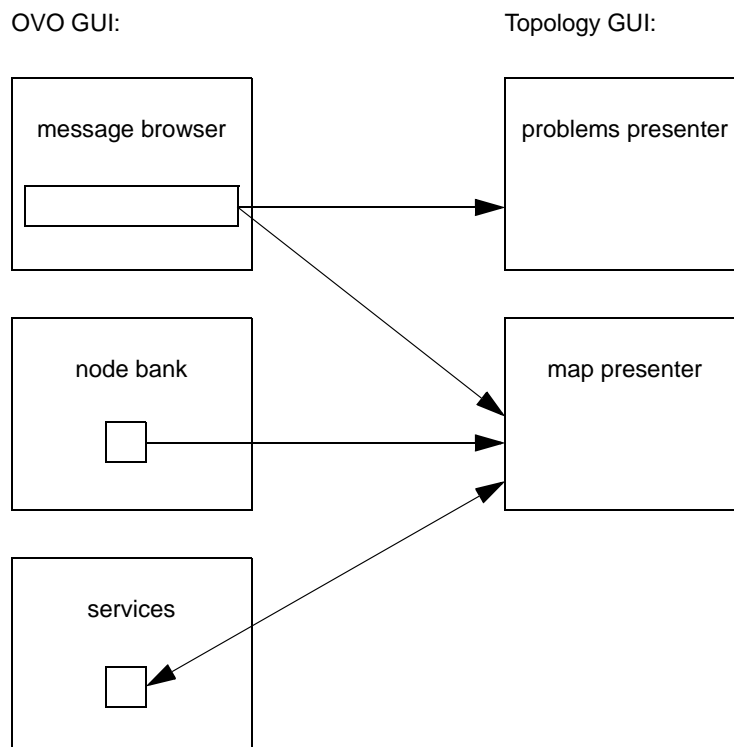 OVO GUI:
Topology GUI:
message browser
problems presenter
node bank
map presenter
services